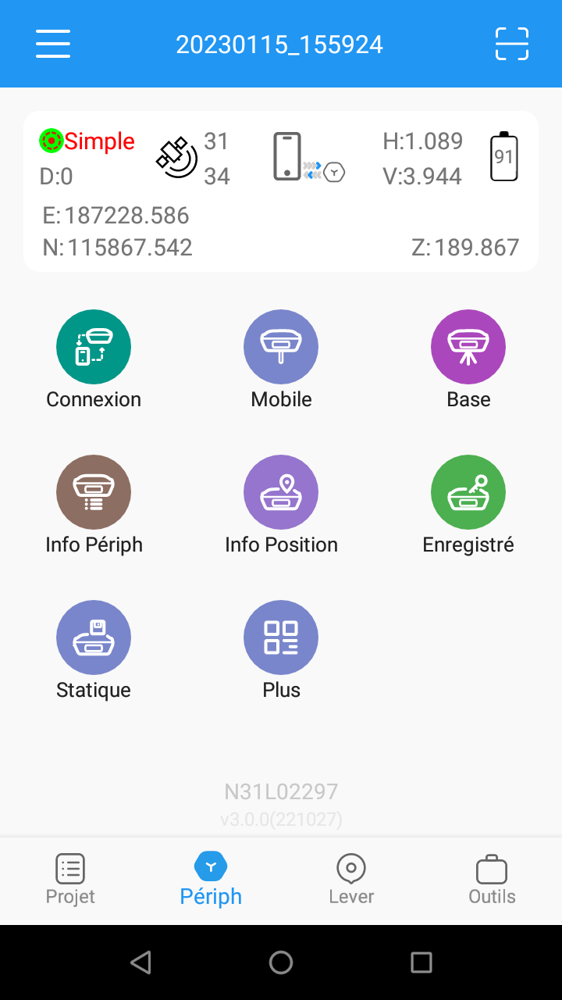 20230115_155924
Simple 31 H:1.089 91
D:0 34 V:3.944
E: 187228.586
N: 115867.542 Z: 189.867
Connexion Mobile Base
Info Périph Info Position Enregistré
Statique Plus
N31L02297
v3.0.0(221027)
Projet Périph Lever Outils